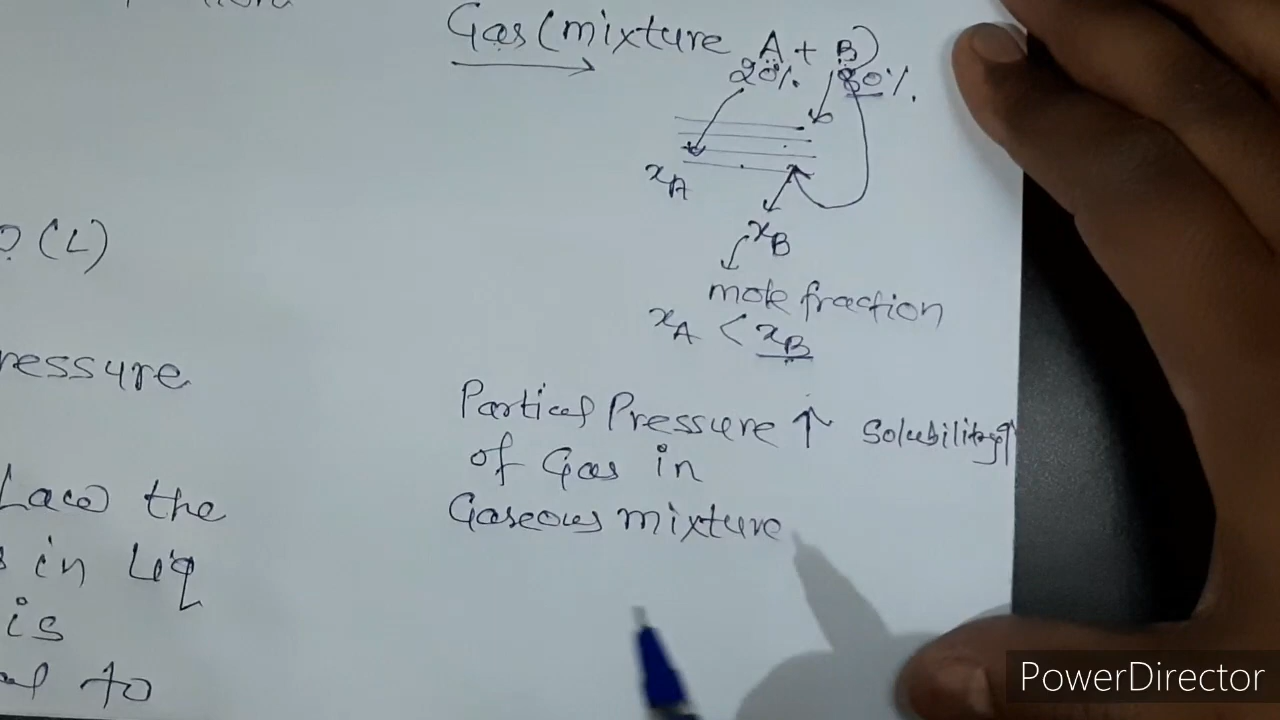 Gas (mixture A + B)
20% 80%
xA
xB
mole fraction
xA < xB
? (L)
ressure
Partial Pressure ↑ Solubility↑
of Gas in
Gaseous mixture
Law the
s in Liq
is
al to
PowerDirector